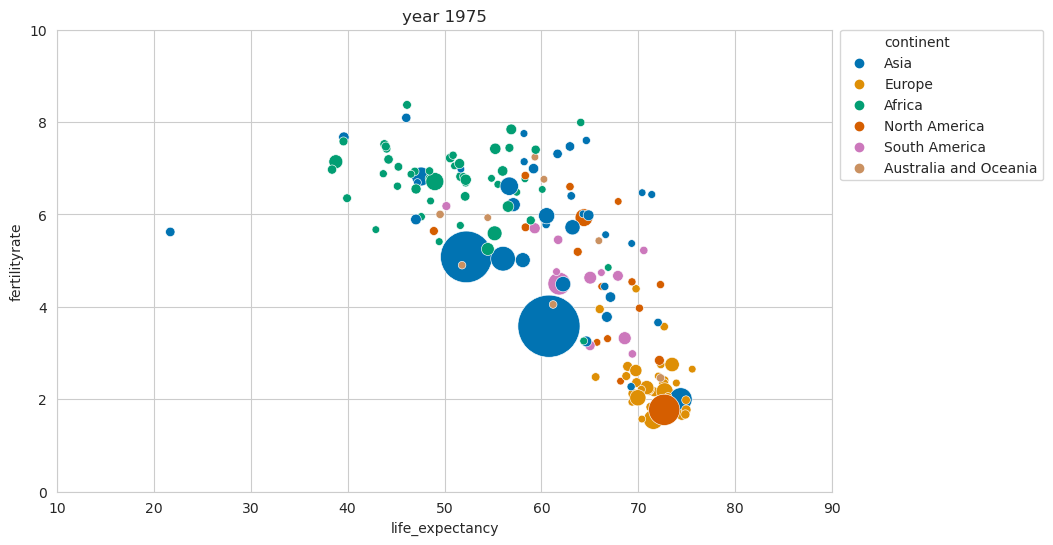 year 1975
10
8
6
4
2
0
fertilityrate
10 20 30 40 50 60 70 80 90
life_expectancy
continent
Asia
Europe
Africa
North America
South America
Australia and Oceania